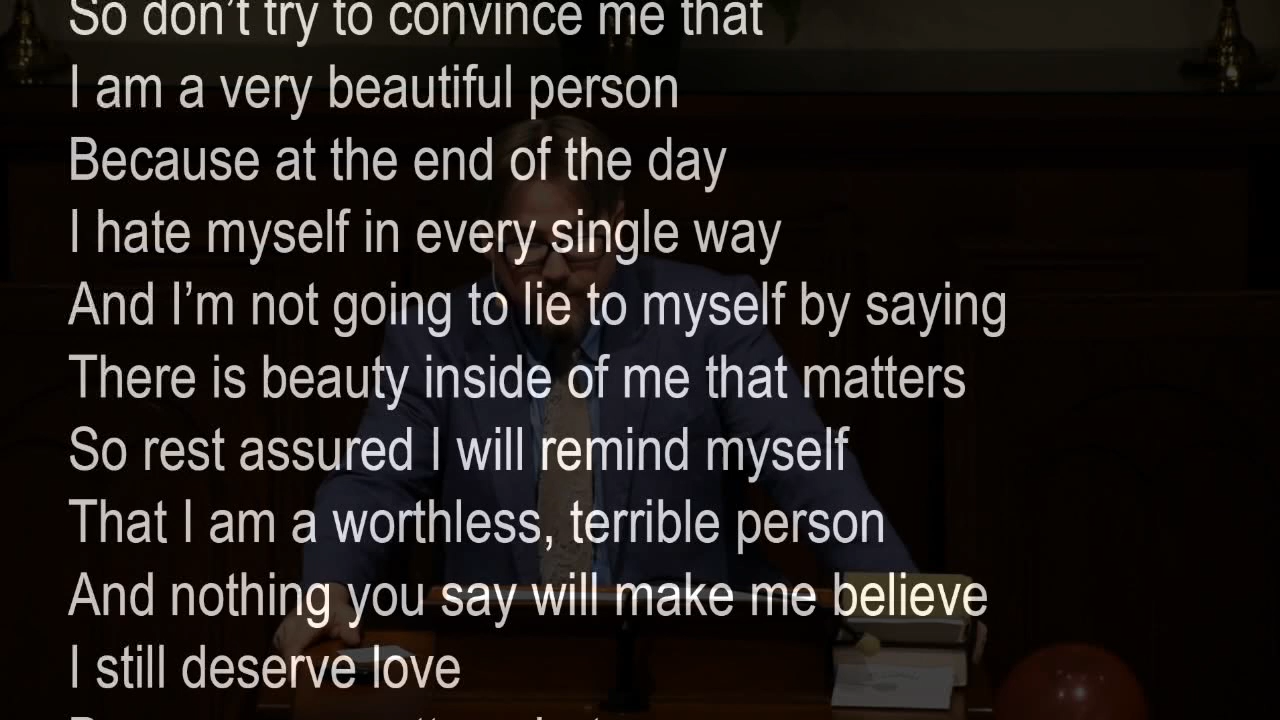 So don't try to convince me that
I am a very beautiful person
Because at the end of the day
I hate myself in every single way
And I'm not going to lie to myself by saying
There is beauty inside of me that matters
So rest assured I will remind myself
That I am a worthless, terrible person
And nothing you say will make me believe
I still deserve love